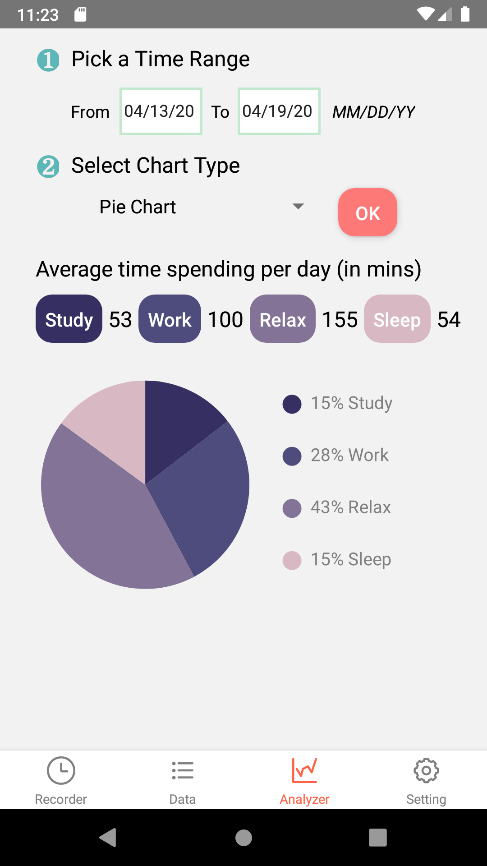 11:23
1 Pick a Time Range
From 04/13/20 To 04/19/20 MM/DD/YY
2 Select Chart Type
Pie Chart OK
Average time spending per day (in mins)
Study 53 Work 100 Relax 155 Sleep 54
15% Study
28% Work
43% Relax
15% Sleep
Recorder Data Analyzer Setting